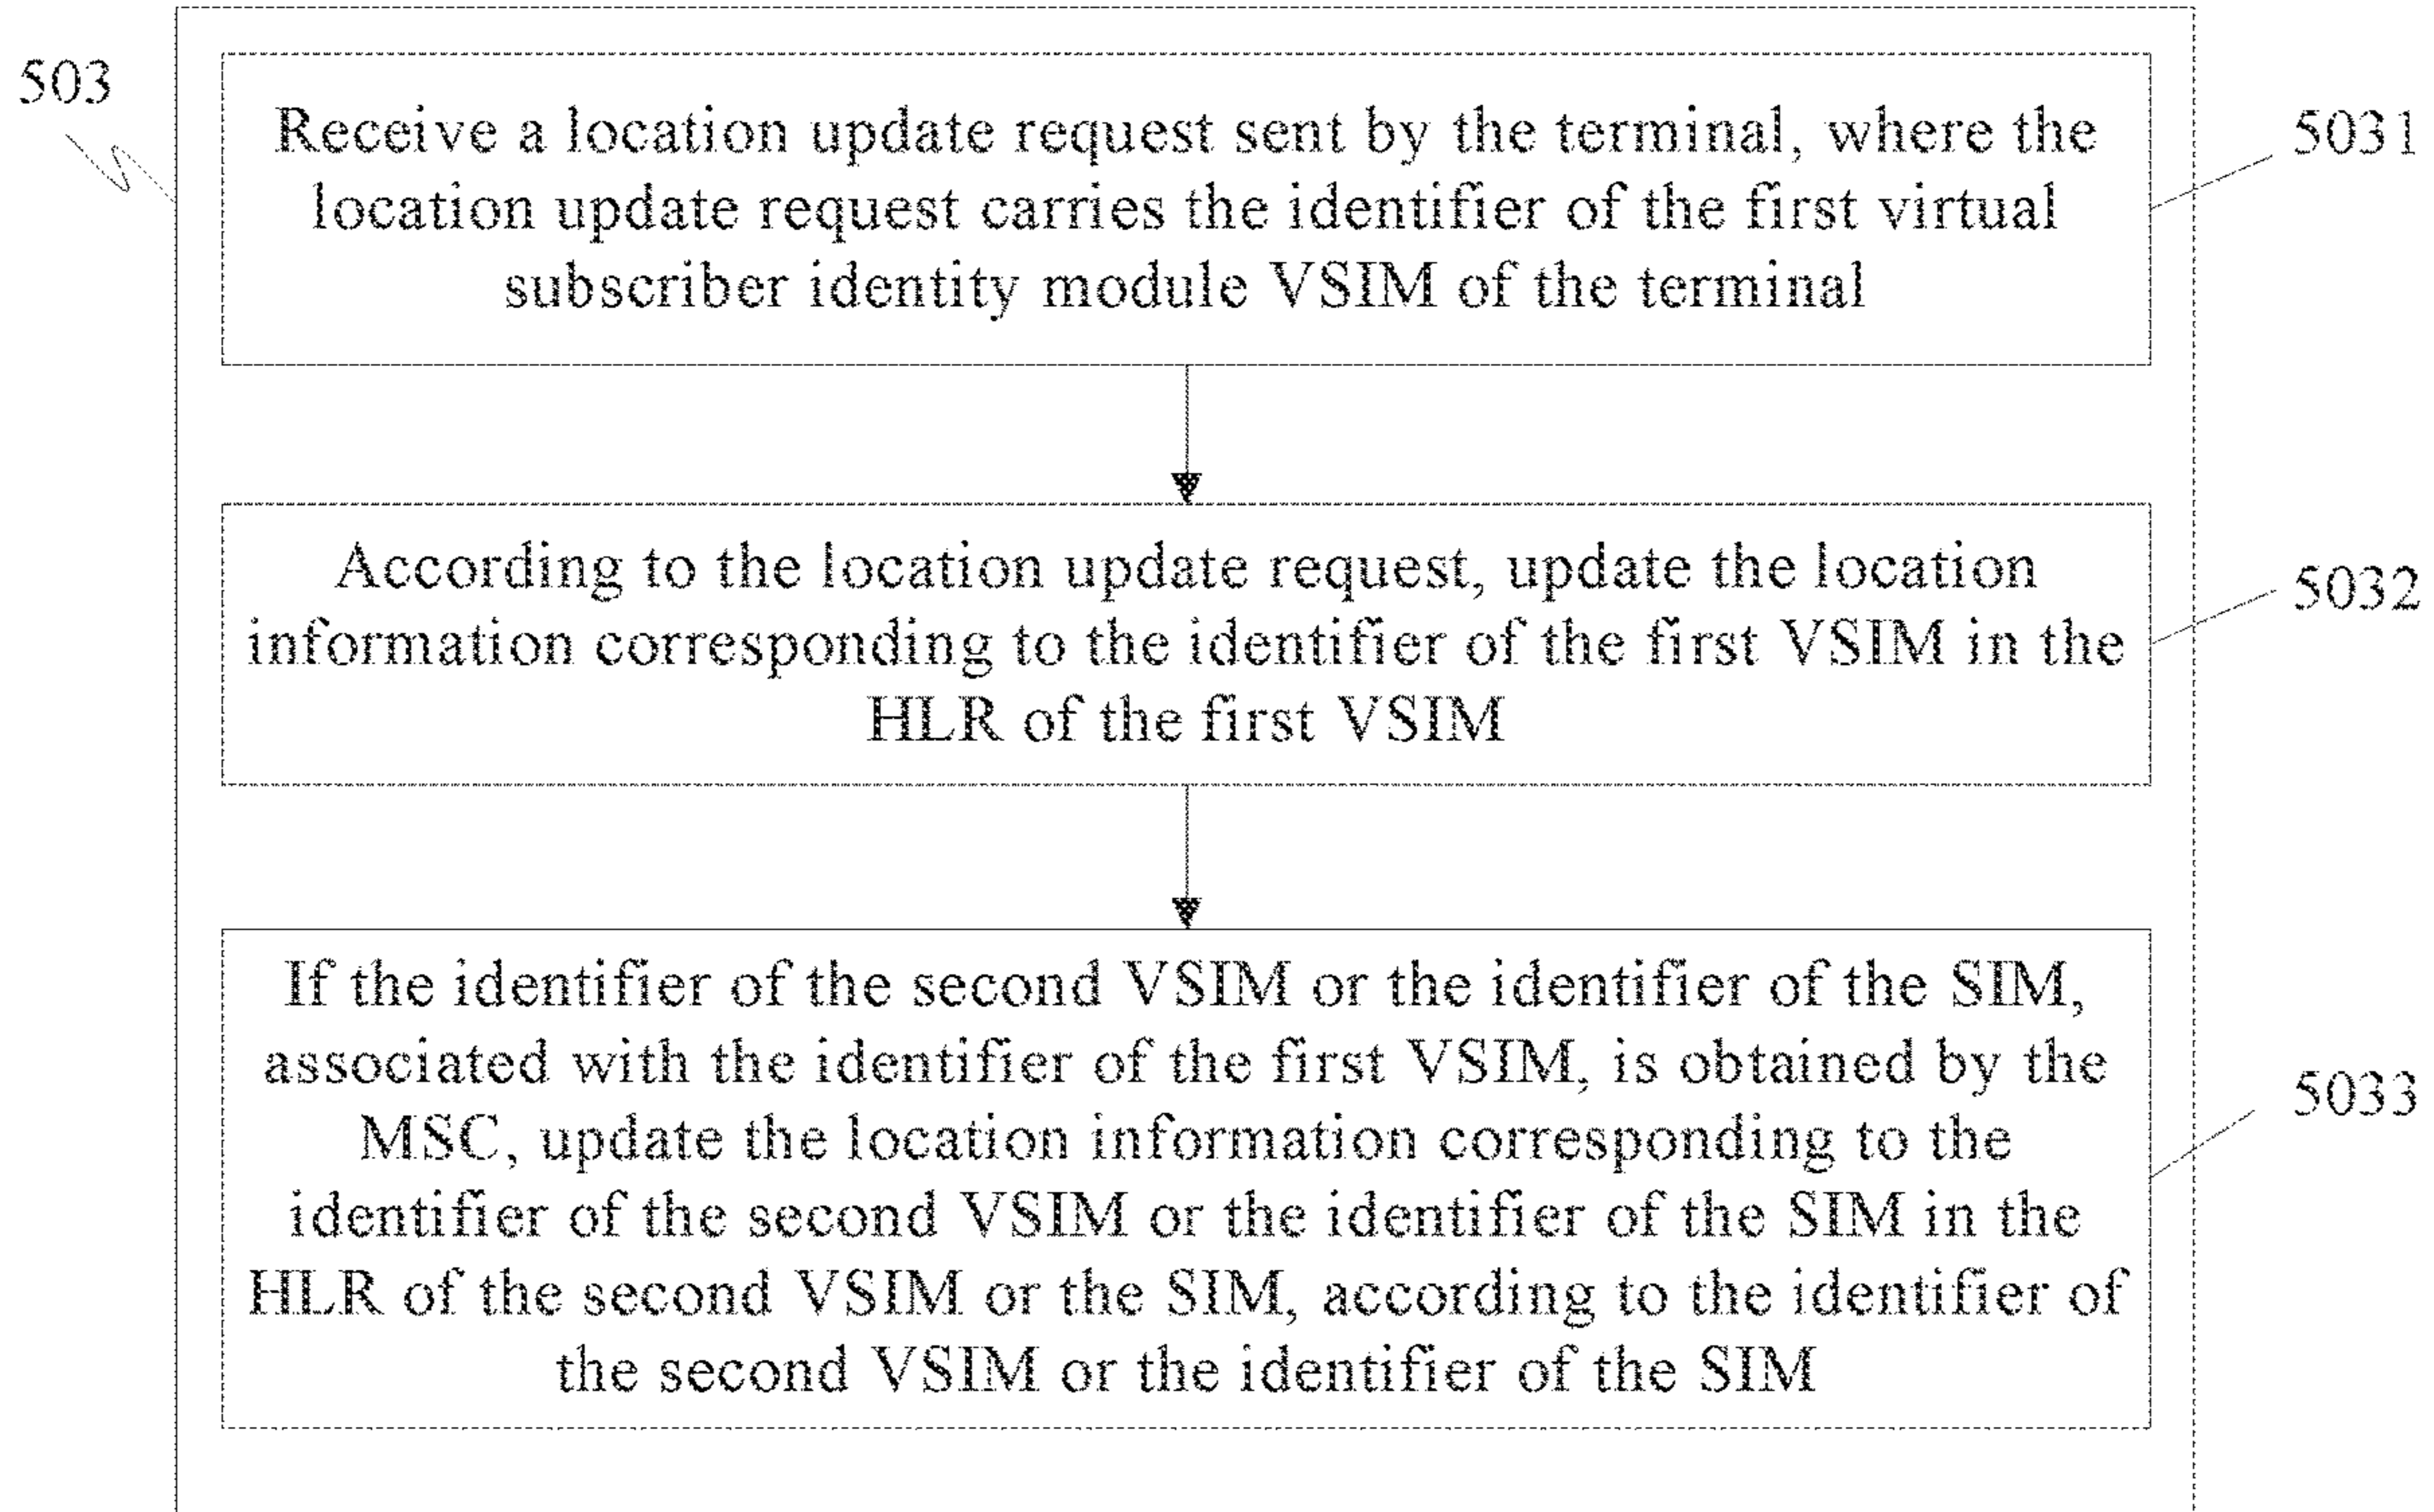 503
Receive a location update request sent by the terminal, where the
location update request carries the identifier of the first virtual
subscriber identity module VSIM of the terminal
5031
According to the location update request, update the location
information corresponding to the identifier of the first VSIM in the
HLR of the first VSIM
5032
If the identifier of the second VSIM or the identifier of the SIM,
associated with the identifier of the first VSIM, is obtained by the
MSC, update the location information corresponding to the
identifier of the second VSIM or the identifier of the SIM in the
HLR of the second VSIM or the SIM, according to the identifier of
the second VSIM or the identifier of the SIM
5033